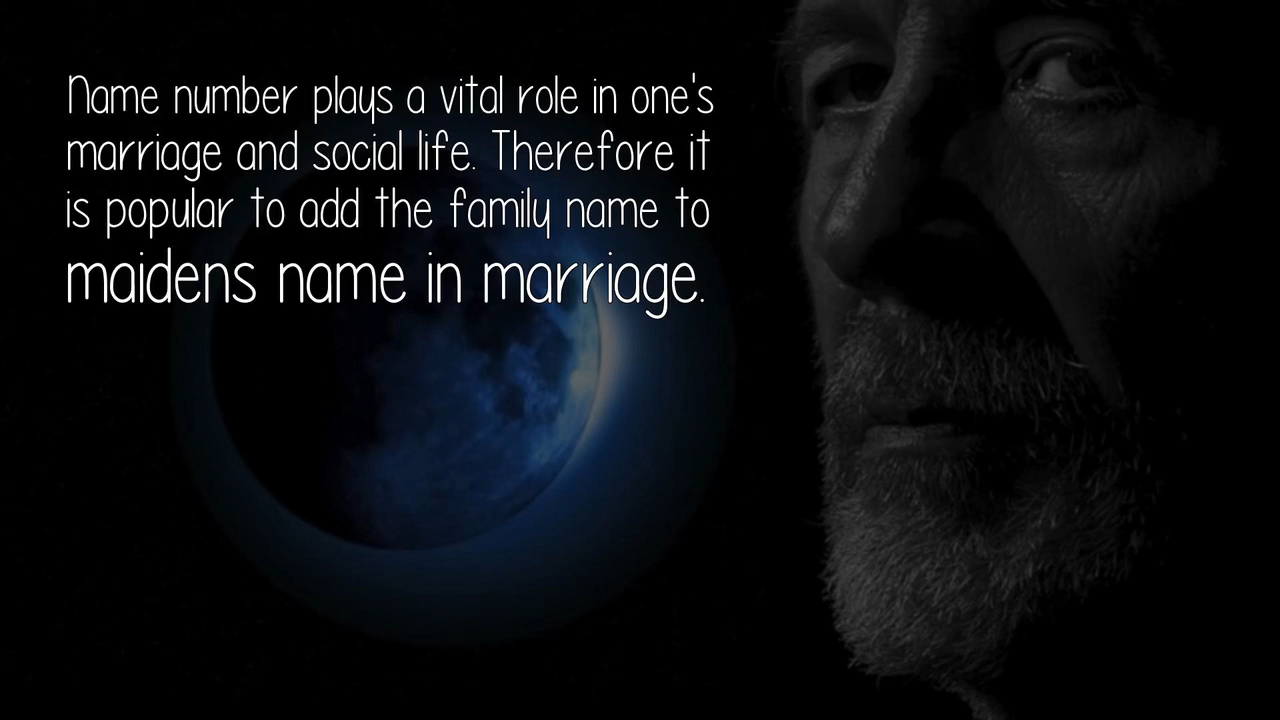 Name number plays a vital role in one's
marriage and social life. Therefore it
is popular to add the family name to
maidens name in marriage.